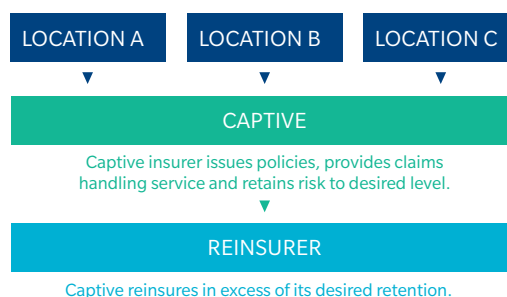 LOCATION A
LOCATION B
LOCATION C
CAPTIVE
Captive insurer issues policies, provides claims
handling service and retains risk to desired level.
REINSURER
Captive reinsures in excess of its desired retention.